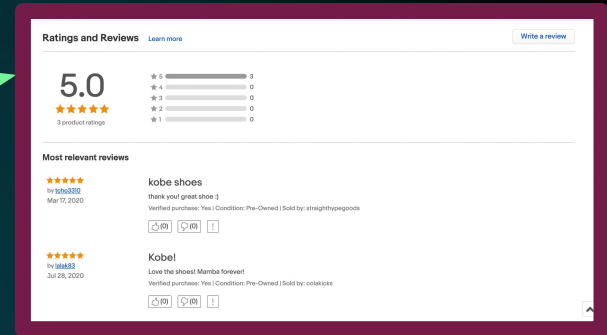 Ratings and Reviews Learn more Write a review
5.0
3 product ratings
5 3
4 0
3 0
2 0
1 0
Most relevant reviews
by toho3310
Mar 17, 2020
kobe shoes
thank you! great shoe :)
Verified purchase: Yes | Condition: Pre-Owned | Sold by: straighthypegoods
(0) (0) !
by lalak83
Jul 28, 2020
Kobe!
Love the shoes! Mamba forever!
Verified purchase: Yes | Condition: Pre-Owned | Sold by: colakicks
(0) (0) !